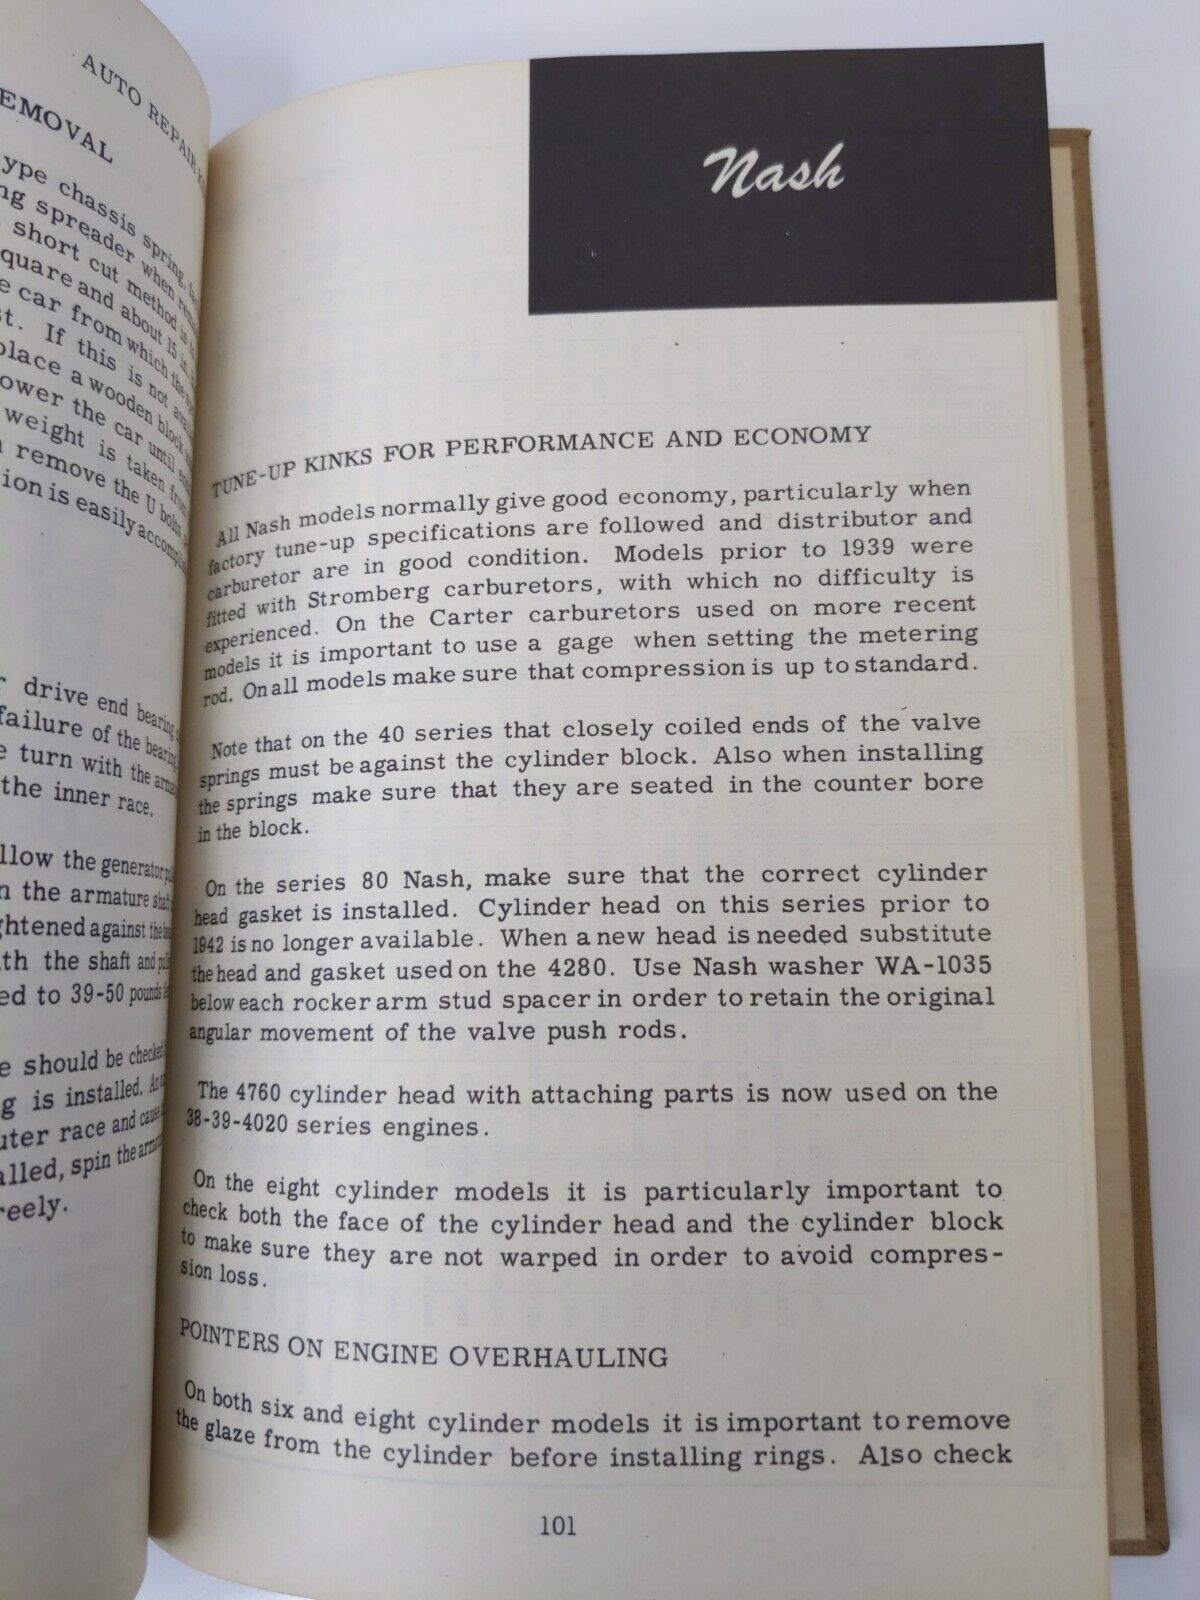 AUTO REPAIR
REMOVAL
type chassis spring,
spreader when
short cut method is
square and about 15 in.
car from which the
If this is not
place a wooden block
lower the car until
weight is taken from
remove the U bolts
is easily
drive end bearing
failure of the bearing
turn with the
the inner race.
allow the generator
the armature shaft
tightened against the
the shaft and
to 39-50 pounds
should be checked
is installed.
outer race and cause
spin the
freely.
Nash
TUNE-UP KINKS FOR PERFORMANCE AND ECONOMY
All Nash models normally give good economy, particularly when
factory tune-up specifications are followed and distributor and
carburetor are in good condition. Models prior to 1939 were
fitted with Stromberg carburetors, with which no difficulty is
experienced. On the Carter carburetors used on more recent
models it is important to use a gage when setting the metering
rod. On all models make sure that compression is up to standard.
Note that on the 40 series that closely coiled ends of the valve
springs must be against the cylinder block. Also when installing
the springs make sure that they are seated in the counter bore
in the block.
On the series 80 Nash, make sure that the correct cylinder
head gasket is installed. Cylinder head on this series prior to
1942 is no longer available. When a new head is needed substitute
the head and gasket used on the 4280. Use Nash washer WA-1035
below each rocker arm stud spacer in order to retain the original
angular movement of the valve push rods.
The 4760 cylinder head with attaching parts is now used on the
38-39-4020 series engines.
On the eight cylinder models it is particularly important to
check both the face of the cylinder head and the cylinder block
to make sure they are not warped in order to avoid compres-
sion loss.
POINTERS ON ENGINE OVERHAULING
On both six and eight cylinder models it is important to remove
the glaze from the cylinder before installing rings. Also check
101